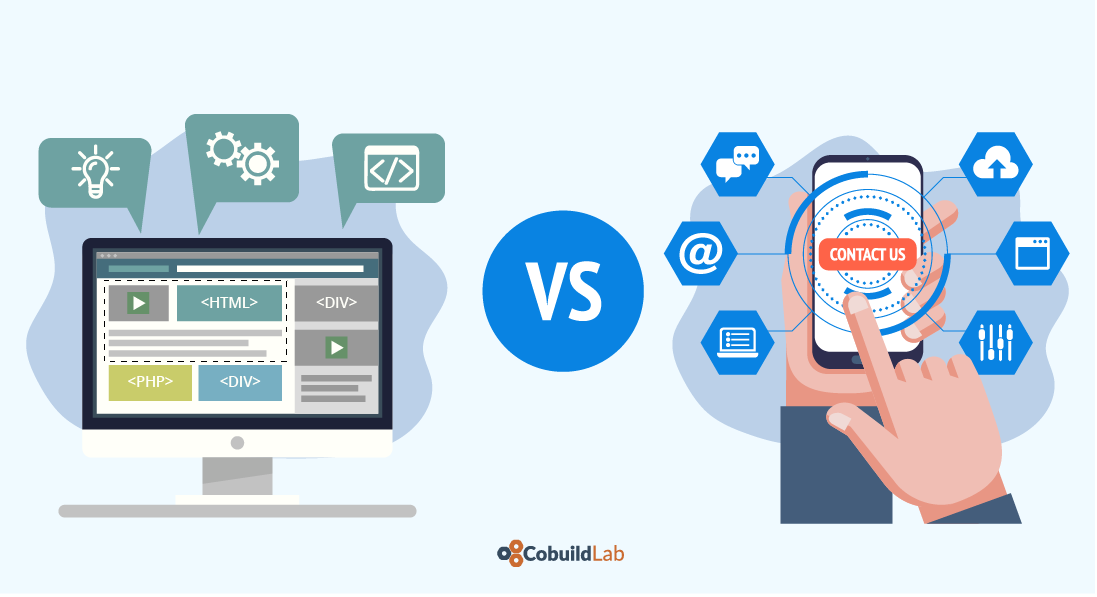 </>
<HTML>
<DIV>
<PHP>
<DIV>
VS
@
CONTACT US
CobuildLab